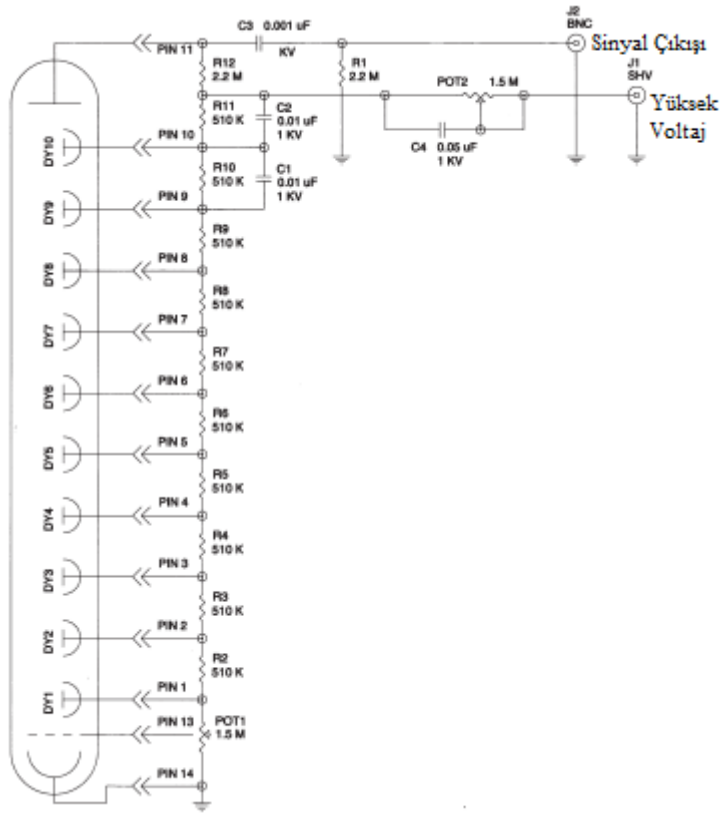 J2
BNC
Sinyal Çıkışı
C3 0.001 uF
KV
PIN 11
R12
2.2 M
R1
2.2 M
POT2 1.5 M
J1
SHV
Yüksek
Voltaj
R11
510 K
C2
0.01 uF
1 KV
C4 0.05 uF
1 KV
DY10
PIN 10
R10
510 K
C1
0.01 uF
1 KV
DY9
PIN 9
R9
510 K
DY8
PIN 8
R8
510 K
DY7
PIN 7
R7
510 K
DY6
PIN 6
R6
510 K
DY5
PIN 5
R5
510 K
DY4
PIN 4
R4
510 K
DY3
PIN 3
R3
510 K
DY2
PIN 2
R2
510 K
DY1
PIN 1
PIN 13
POT1
1.5 M
PIN 14